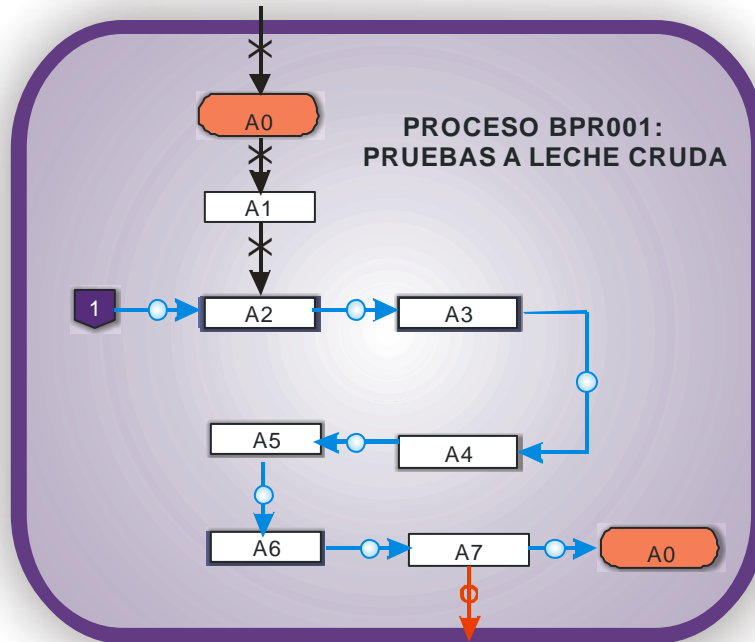 A0
PROCESO BPR001:
PRUEBAS A LECHE CRUDA
A1
1
A2
A3
A5
A4
A6
A7
A0